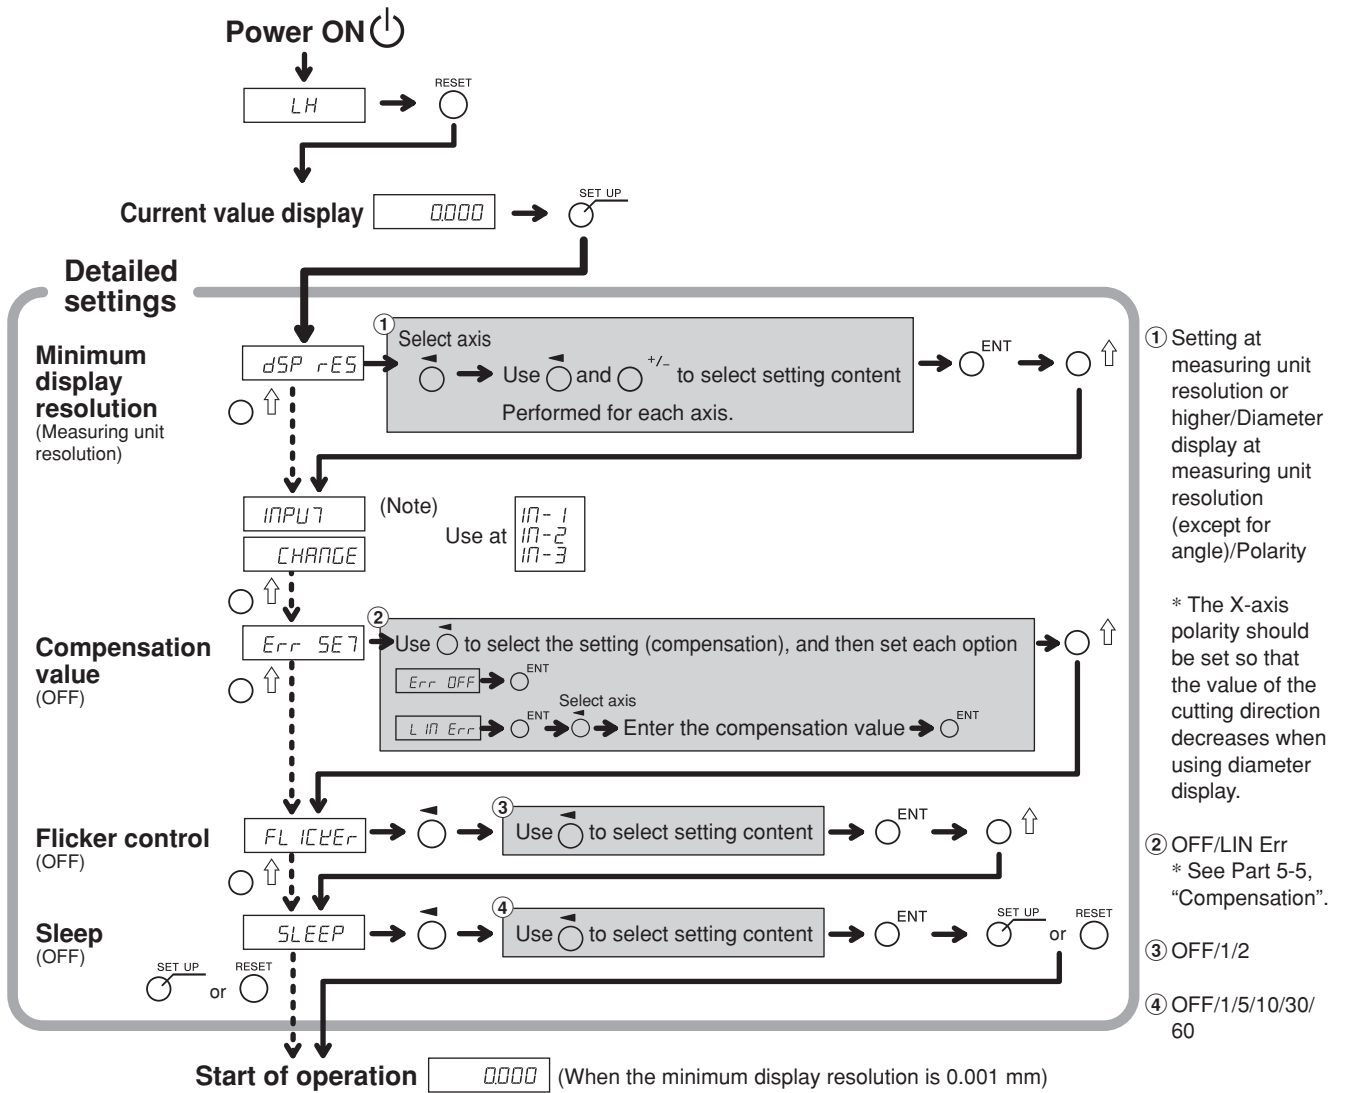 Power ON
LH
RESET
Current value display
0.000
SET UP
Detailed
settings
Minimum
display
resolution
(Measuring unit
resolution)
dSP rES
1
Select axis
Use and +/− to select setting content
Performed for each axis.
ENT
INPUT
CHANGE
(Note)
Use at
IN-1
IN-2
IN-3
Compensation
value
(OFF)
Err SET
2
Use to select the setting (compensation), and then set each option
Err OFF
ENT
LIN Err
ENT
Select axis
Enter the compensation value
ENT
Flicker control
(OFF)
FLICKEr
3
Use to select setting content
ENT
Sleep
(OFF)
SLEEP
4
Use to select setting content
ENT
SET UP
or
RESET
SET UP
or
RESET
Start of operation
0.000
(When the minimum display resolution is 0.001 mm)
1 Setting at
measuring unit
resolution or
higher/Diameter
display at
measuring unit
resolution
(except for
angle)/Polarity
* The X-axis
polarity should
be set so that
the value of the
cutting direction
decreases when
using diameter
display.
2 OFF/LIN Err
* See Part 5-5,
“Compensation”.
3 OFF/1/2
4 OFF/1/5/10/30/
60